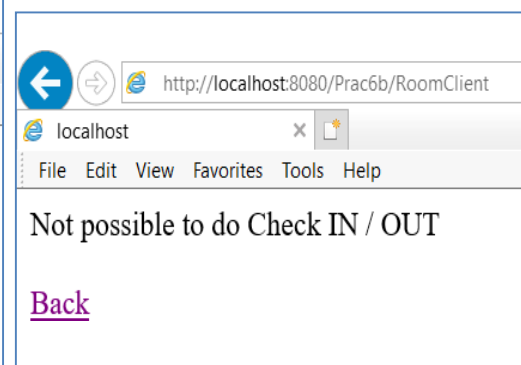 http://localhost:8080/Prac6b/RoomClient
localhost
File Edit View Favorites Tools Help
Not possible to do Check IN / OUT
Back